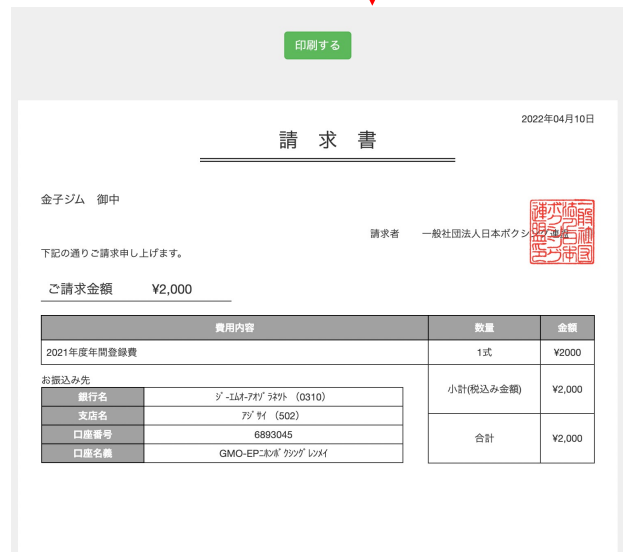 印刷する
2022年04月10日
請 求 書
金子ジム 御中
請求者 一般社団法人日本ボクシング連盟
下記の通りご請求申し上げます。
ご請求金額 ¥2,000
費用内容 数量 金額
2021年度年間登録費 1式 ¥2000
お振込み先
小計(税込み金額) ¥2,000
銀行名 ジ-エムオ-アオゾラネツト (0310)
支店名 アジサイ (502)
口座番号 6893045
合計 ¥2,000
口座名義 GMO-EPニホンボクシング レンメイ